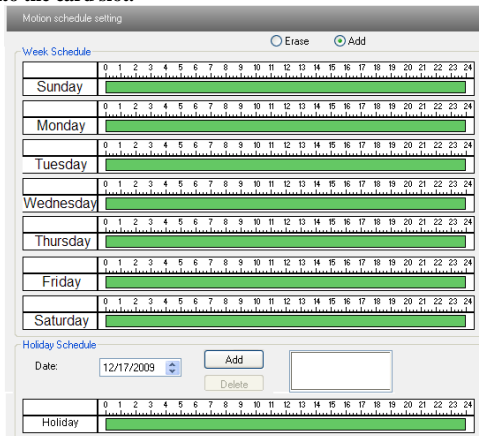 Motion schedule setting
Erase Add
Week Schedule
0 1 2 3 4 5 6 7 8 9 10 11 12 13 14 15 16 17 18 19 20 21 22 23 24
Sunday
0 1 2 3 4 5 6 7 8 9 10 11 12 13 14 15 16 17 18 19 20 21 22 23 24
Monday
0 1 2 3 4 5 6 7 8 9 10 11 12 13 14 15 16 17 18 19 20 21 22 23 24
Tuesday
0 1 2 3 4 5 6 7 8 9 10 11 12 13 14 15 16 17 18 19 20 21 22 23 24
Wednesday
0 1 2 3 4 5 6 7 8 9 10 11 12 13 14 15 16 17 18 19 20 21 22 23 24
Thursday
0 1 2 3 4 5 6 7 8 9 10 11 12 13 14 15 16 17 18 19 20 21 22 23 24
Friday
0 1 2 3 4 5 6 7 8 9 10 11 12 13 14 15 16 17 18 19 20 21 22 23 24
Saturday
Holiday Schedule
Date: 12/17/2009 Add
Delete
0 1 2 3 4 5 6 7 8 9 10 11 12 13 14 15 16 17 18 19 20 21 22 23 24
Holiday